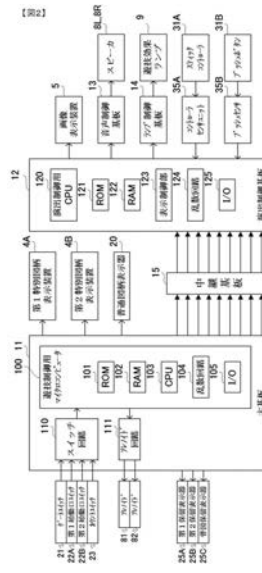 【図2】
5
画像
表示装置
13
音声制御
基板
8L,8R
スピーカ
14
ランプ制御
基板
9
遊技効果
ランプ
35A
コントローラ
センサユニット
31A
スティック
コントローラ
35B
プッシュセンサ
31B
プッシュボタン
12
120
演出制御用
CPU
121
ROM
122
RAM
123
表示制御部
124
乱数回路
125
I/O
演出制御基板
4A
第1特別図柄
表示装置
4B
第2特別図柄
表示装置
20
普通図柄表示器
15
中継基板
11
100
遊技制御用
マイクロコンピュータ
101
ROM
102
RAM
103
CPU
104
乱数回路
105
I/O
主基板
110
スイッチ
回路
111
ソレノイド
回路
21
ゲートスイッチ
22A
第1始動口スイッチ
22B
第2始動口スイッチ
23
カウントスイッチ
81
ソレノイド
82
ソレノイド
25A
第1保留表示器
25B
第2保留表示器
25C
普図保留表示器